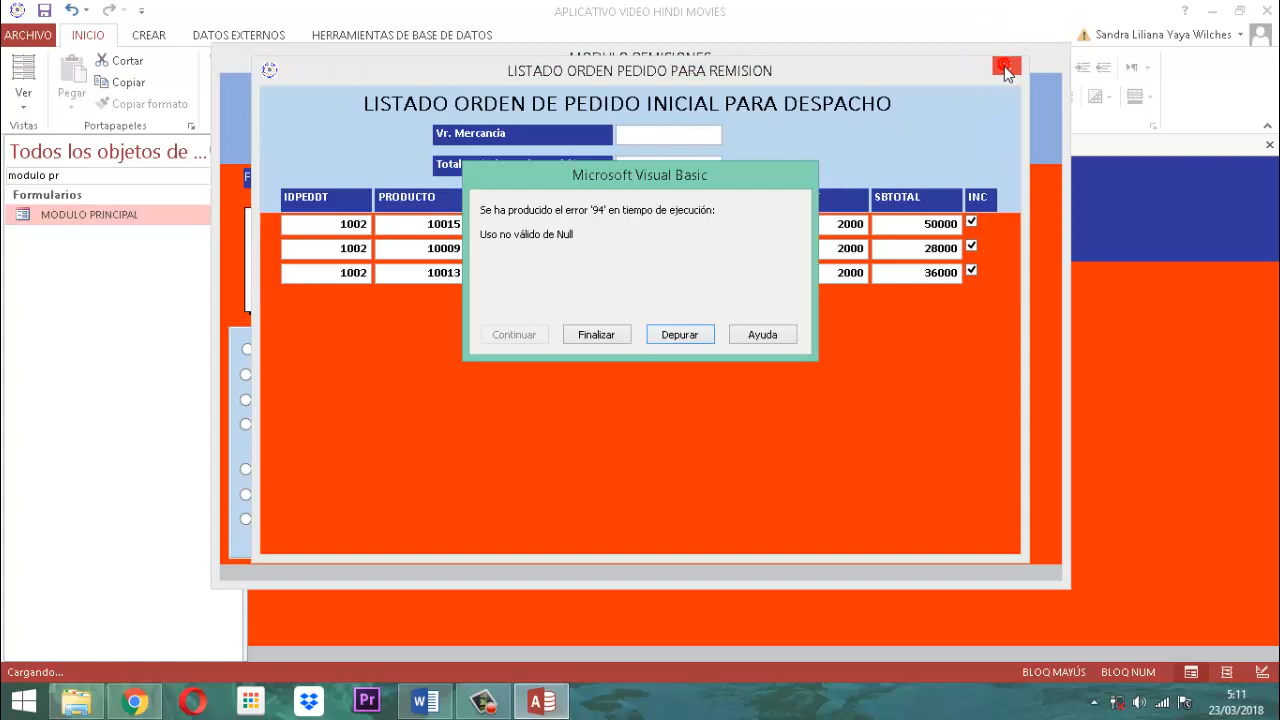 APLICATIVO VIDEO HINDI MOVIES
ARCHIVO INICIO CREAR DATOS EXTERNOS HERRAMIENTAS DE BASE DE DATOS
Sandra Liliana Yaya Wilches
Ver
Pegar
Cortar
Copiar
Copiar formato
Vistas
Portapapeles
Todos los objetos de ...
modulo pr
Formularios
MODULO PRINCIPAL
MODULO REMISIONES
LISTADO ORDEN PEDIDO PARA REMISION
LISTADO ORDEN DE PEDIDO INICIAL PARA DESPACHO
Vr. Mercancia
IDPEDDT PRODUCTO SBTOTAL INC
1002 10015 2000 50000
1002 10009 2000 28000
1002 10013 2000 36000
Microsoft Visual Basic
Se ha producido el error '94' en tiempo de ejecución:
Uso no válido de Null
Continuar Finalizar Depurar Ayuda
Cargando...
BLOQ MAYÚS BLOQ NUM
Pr
5:11
23/03/2018